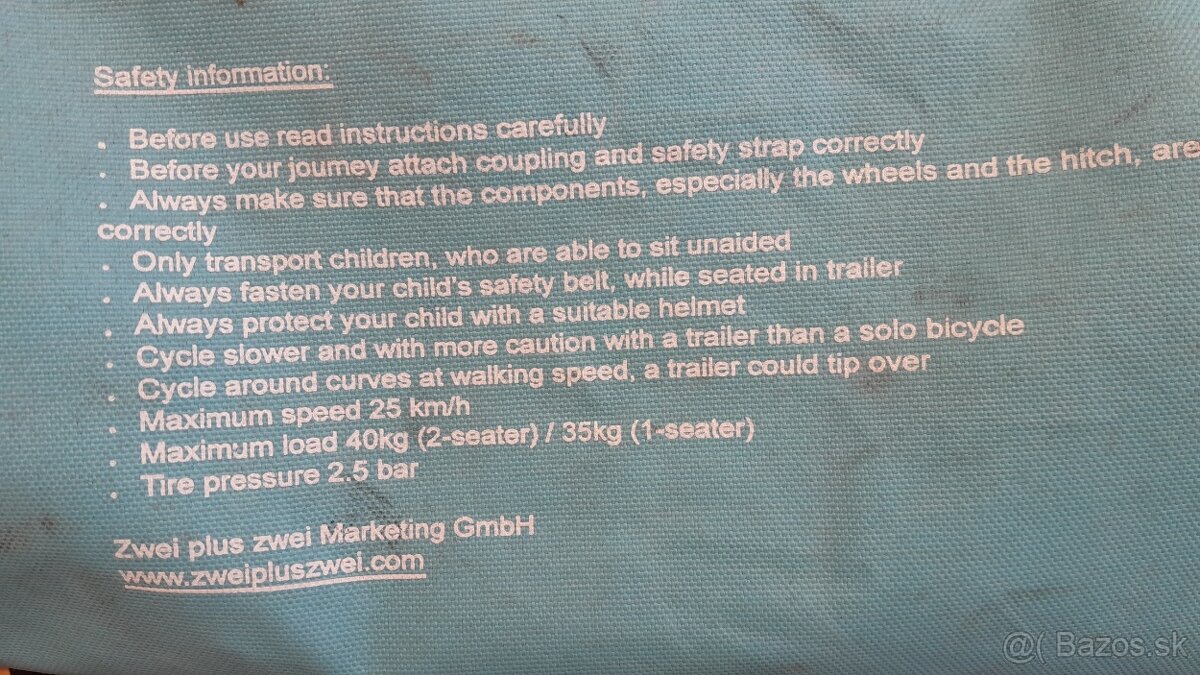 Safety information:
. Before use read instructions carefully
. Before your journey attach coupling and safety strap correctly
. Always make sure that the components, especially the wheels and the hitch, are
correctly
. Only transport children, who are able to sit unaided
. Always fasten your child's safety belt, while seated in trailer
. Always protect your child with a suitable helmet
. Cycle slower and with more caution with a trailer than a solo bicycle
. Cycle around curves at walking speed, a trailer could tip over
. Maximum speed 25 km/h
. Maximum load 40kg (2-seater) / 35kg (1-seater)
. Tire pressure 2.5 bar
Zwei plus zwei Marketing GmbH
www.zweipluszwei.com
@( Bazos.sk